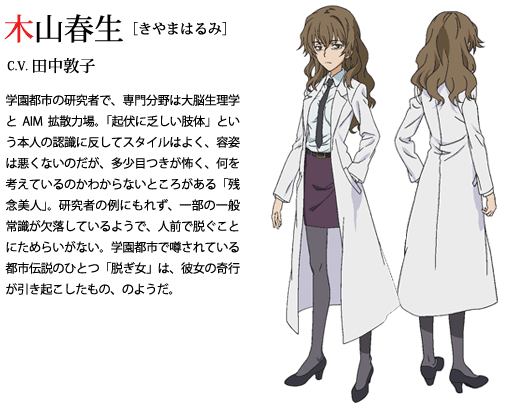 木山春生 [きやまはるみ]
C.V. 田中敦子
学園都市の研究者で、専門分野は大脳生理学
と AIM 拡散力場。「起伏に乏しい肢体」とい
う本人の認識に反してスタイルはよく、容姿
は悪くないのだが、多少目つきが怖く、何を
考えているのかわからないところがある「残
念美人」。研究者の例にもれず、一部の一般
常識が欠落しているようで、人前で脱ぐこと
にためらいがない。学園都市で噂されている
都市伝説のひとつ「脱ぎ女」は、彼女の奇行
が引き起こしたもの、のようだ。